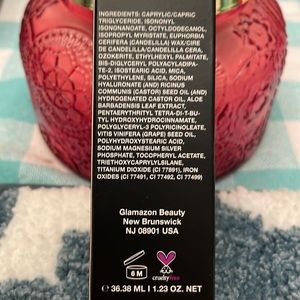 INGREDIENTS: CAPRYLIC/CAPRIC
TRIGLYCERIDE, ISONONYL
ISONONANOATE, OCTYLDODECANOL,
ISOPROPYL MYRISTATE, EUPHORBIA
CERIFERA (CANDELILLA) WAX/CIRE
DE CANDELILLA/CANDELILLA CERA,
OZOKERITE, ETHYLHEXYL PALMITATE,
BIS-DIGLYCERYL POLYACYLADIPA-
TE-2, ISOSTEARIC ACID, MICA,
POLYETHYLENE, SILICA, SODIUM
HYALURONATE (AND) RICINUS
COMMUNIS (CASTOR) SEED OIL (AND)
HYDROGENATED CASTOR OIL, ALOE
BARBADENSIS LEAF EXTRACT,
PENTAERYTHRITYL TETRA-DI-T-BU-
TYL HYDROXYHYDROCINNAMATE,
POLYGLYCERYL-3 POLYRICINOLEATE,
VITIS VINIFERA (GRAPE) SEED OIL,
POLYHYDROXYSTEARIC ACID,
SODIUM MAGNESIUM SILVER
PHOSPHATE, TOCOPHERYL ACETATE,
TRIETHOXYCAPRYLYLSILANE,
TITANIUM DIOXIDE (CI 77891), IRON
OXIDES (CI 77491, CI 77492, CI 77499)
Glamazon Beauty
New Brunswick
NJ 08901 USA
6 M
crueltyfree
e 36.38 ML | 1.23 OZ. NET